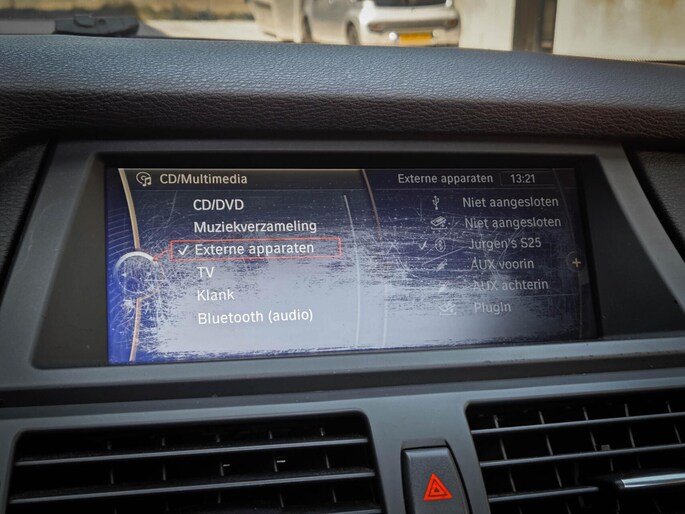 CD/Multimedia
Externe apparaten 13:21
CD/DVD
Muziekverzameling
Externe apparaten
TV
Klank
Bluetooth (audio)
Niet aangesloten
Niet aangesloten
Jurgen's S25
AUX voorin
AUX achterin
Plugin